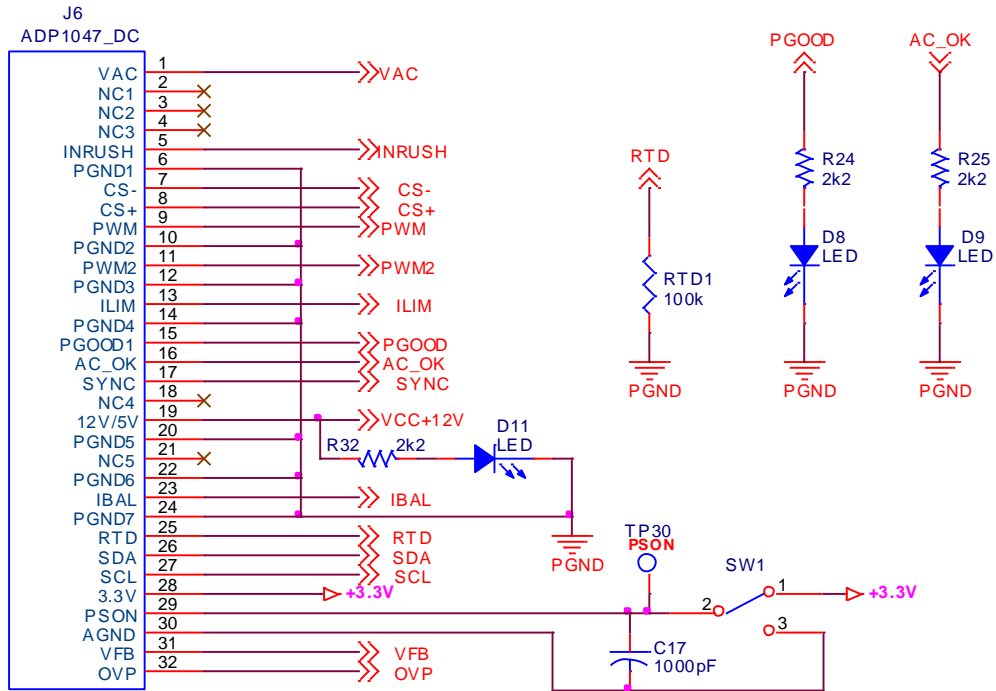 J6
ADP1047_DC
VAC 1 VAC
NC1 2
NC2 3
NC3 4
INRUSH 5 INRUSH
PGND1 6
CS- 7 CS-
CS+ 8 CS+
PWM 9 PWM
PGND2 10
PWM2 11 PWM2
PGND3 12
ILIM 13 ILIM
PGND4 14
PGOOD1 15 PGOOD
AC_OK 16 AC_OK
SYNC 17 SYNC
NC4 18
12V/5V 19 VCC+12V
PGND5 20
NC5 21
PGND6 22
IBAL 23 IBAL
PGND7 24
RTD 25 RTD
SDA 26 SDA
SCL 27 SCL
3.3V 28 +3.3V
PSON 29
AGND 30
VFB 31 VFB
OVP 32 OVP
R32 2k2
D11
LED
PGND
RTD
RTD1
100k
PGND
PGOOD
R24
2k2
D8
LED
PGND
AC_OK
R25
2k2
D9
LED
PGND
TP30
PSON
SW1
2
1
3
+3.3V
C17
1000pF